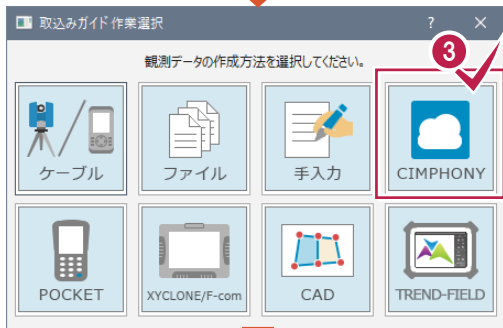 取込みガイド 作業選択
?
×
3
観測データの作成方法を選択してください。
ケーブル
ファイル
手入力
CIMPHONY
POCKET
XYCLONE/F-com
CAD
TREND-FIELD